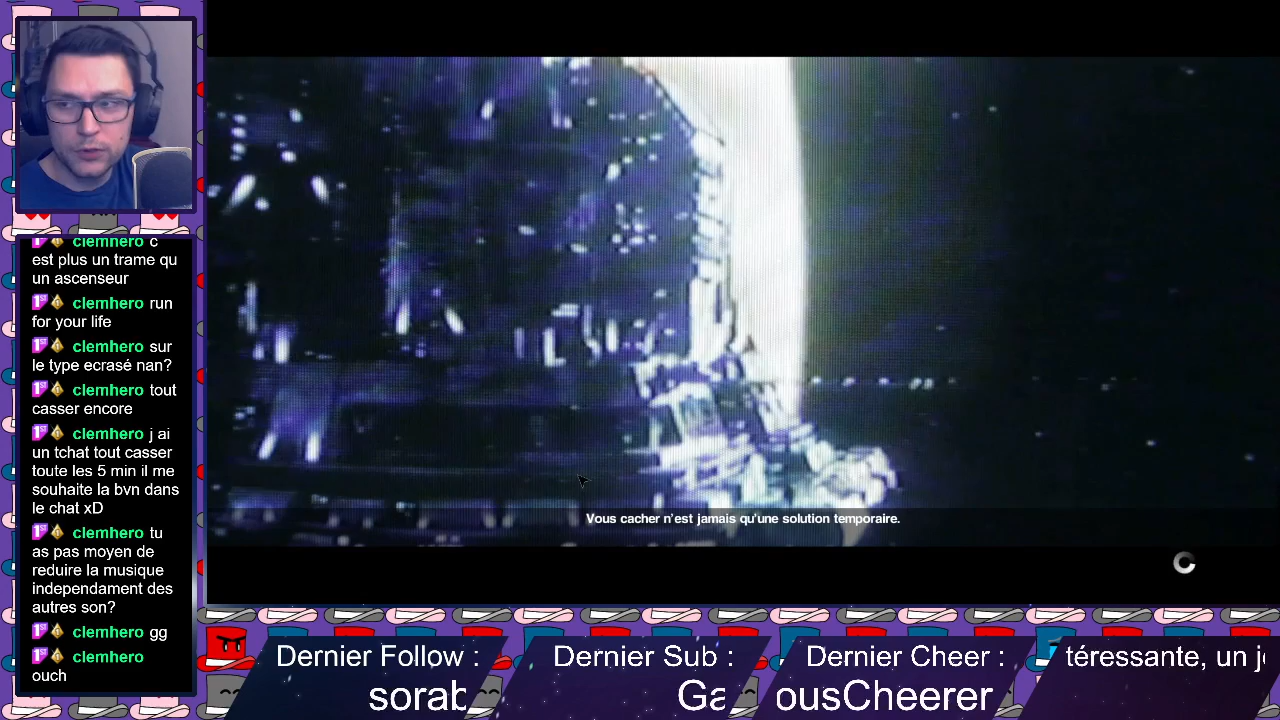 clemhero c
est plus un trame qu
un ascenseur
clemhero run
for your life
clemhero sur
le type ecrasé nan?
clemhero tout
casser encore
clemhero j ai
un tchat tout casser
toute les 5 min il me
souhaite la bvn dans
le chat xD
clemhero tu
as pas moyen de
reduire la musique
independament des
autres son?
clemhero gg
clemhero
ouch
Vous cacher n'est jamais qu'une solution temporaire.
Dernier Follow :
sorab
Dernier Sub :
Ga
Dernier Cheer :
ousCheerer
téressante, un j